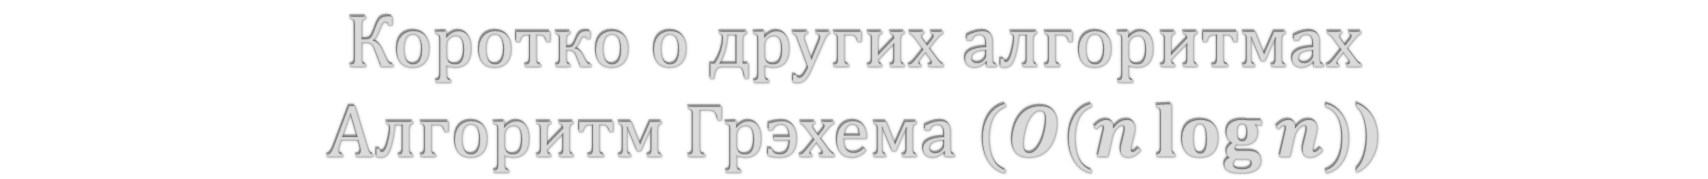 Коротко о других алгоритмах
Алгоритм Грэхема (O(n log n))